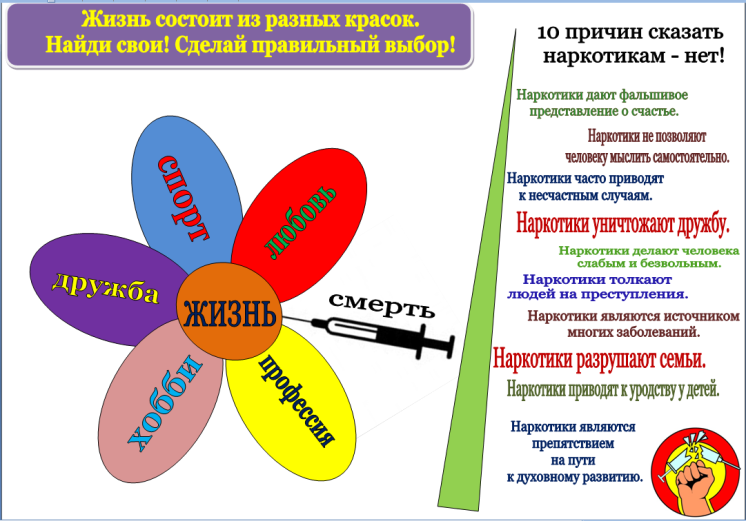 Жизнь состоит из разных красок.
Найди свои! Сделай правильный выбор!
спорт
любовь
дружба
жизнь
смерть
хобби
профессия
10 причин сказать
наркотикам - нет!
Наркотики дают фальшивое
представление о счастье.
Наркотики не позволяют
человеку мыслить самостоятельно.
Наркотики часто приводят
к несчастным случаям.
Наркотики уничтожают дружбу.
Наркотики делают человека
слабым и безвольным.
Наркотики толкают
людей на преступления.
Наркотики являются источником
многих заболеваний.
Наркотики разрушают семьи.
Наркотики приводят к уродству у детей.
Наркотики являются
препятствием
на пути
к духовному развитию.